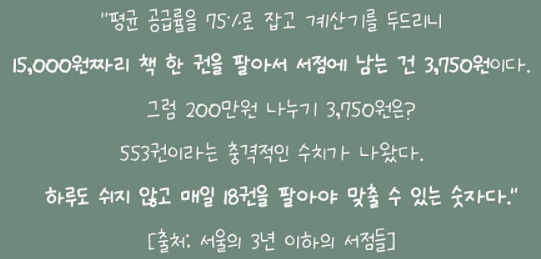 "평균 공급률을 75%로 잡고 계산기를 두드리니
15,000원짜리 책 한 권을 팔아서 서점에 남는 건 3,750원이다.
그럼 200만원 나누기 3,750원은?
553권이라는 충격적인 수치가 나왔다.
하루도 쉬지 않고 매일 18권을 팔아야 맞출 수 있는 숫자다."
[출처: 서울의 3년 이하의 서점들]